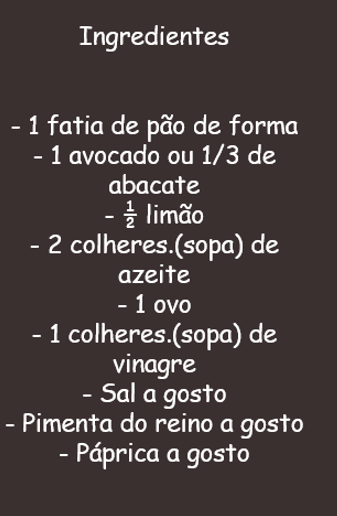 Ingredientes
- 1 fatia de pão de forma
- 1 avocado ou 1/3 de
abacate
- ½ limão
- 2 colheres.(sopa) de
azeite
- 1 ovo
- 1 colheres.(sopa) de
vinagre
- Sal a gosto
- Pimenta do reino a gosto
- Páprica a gosto